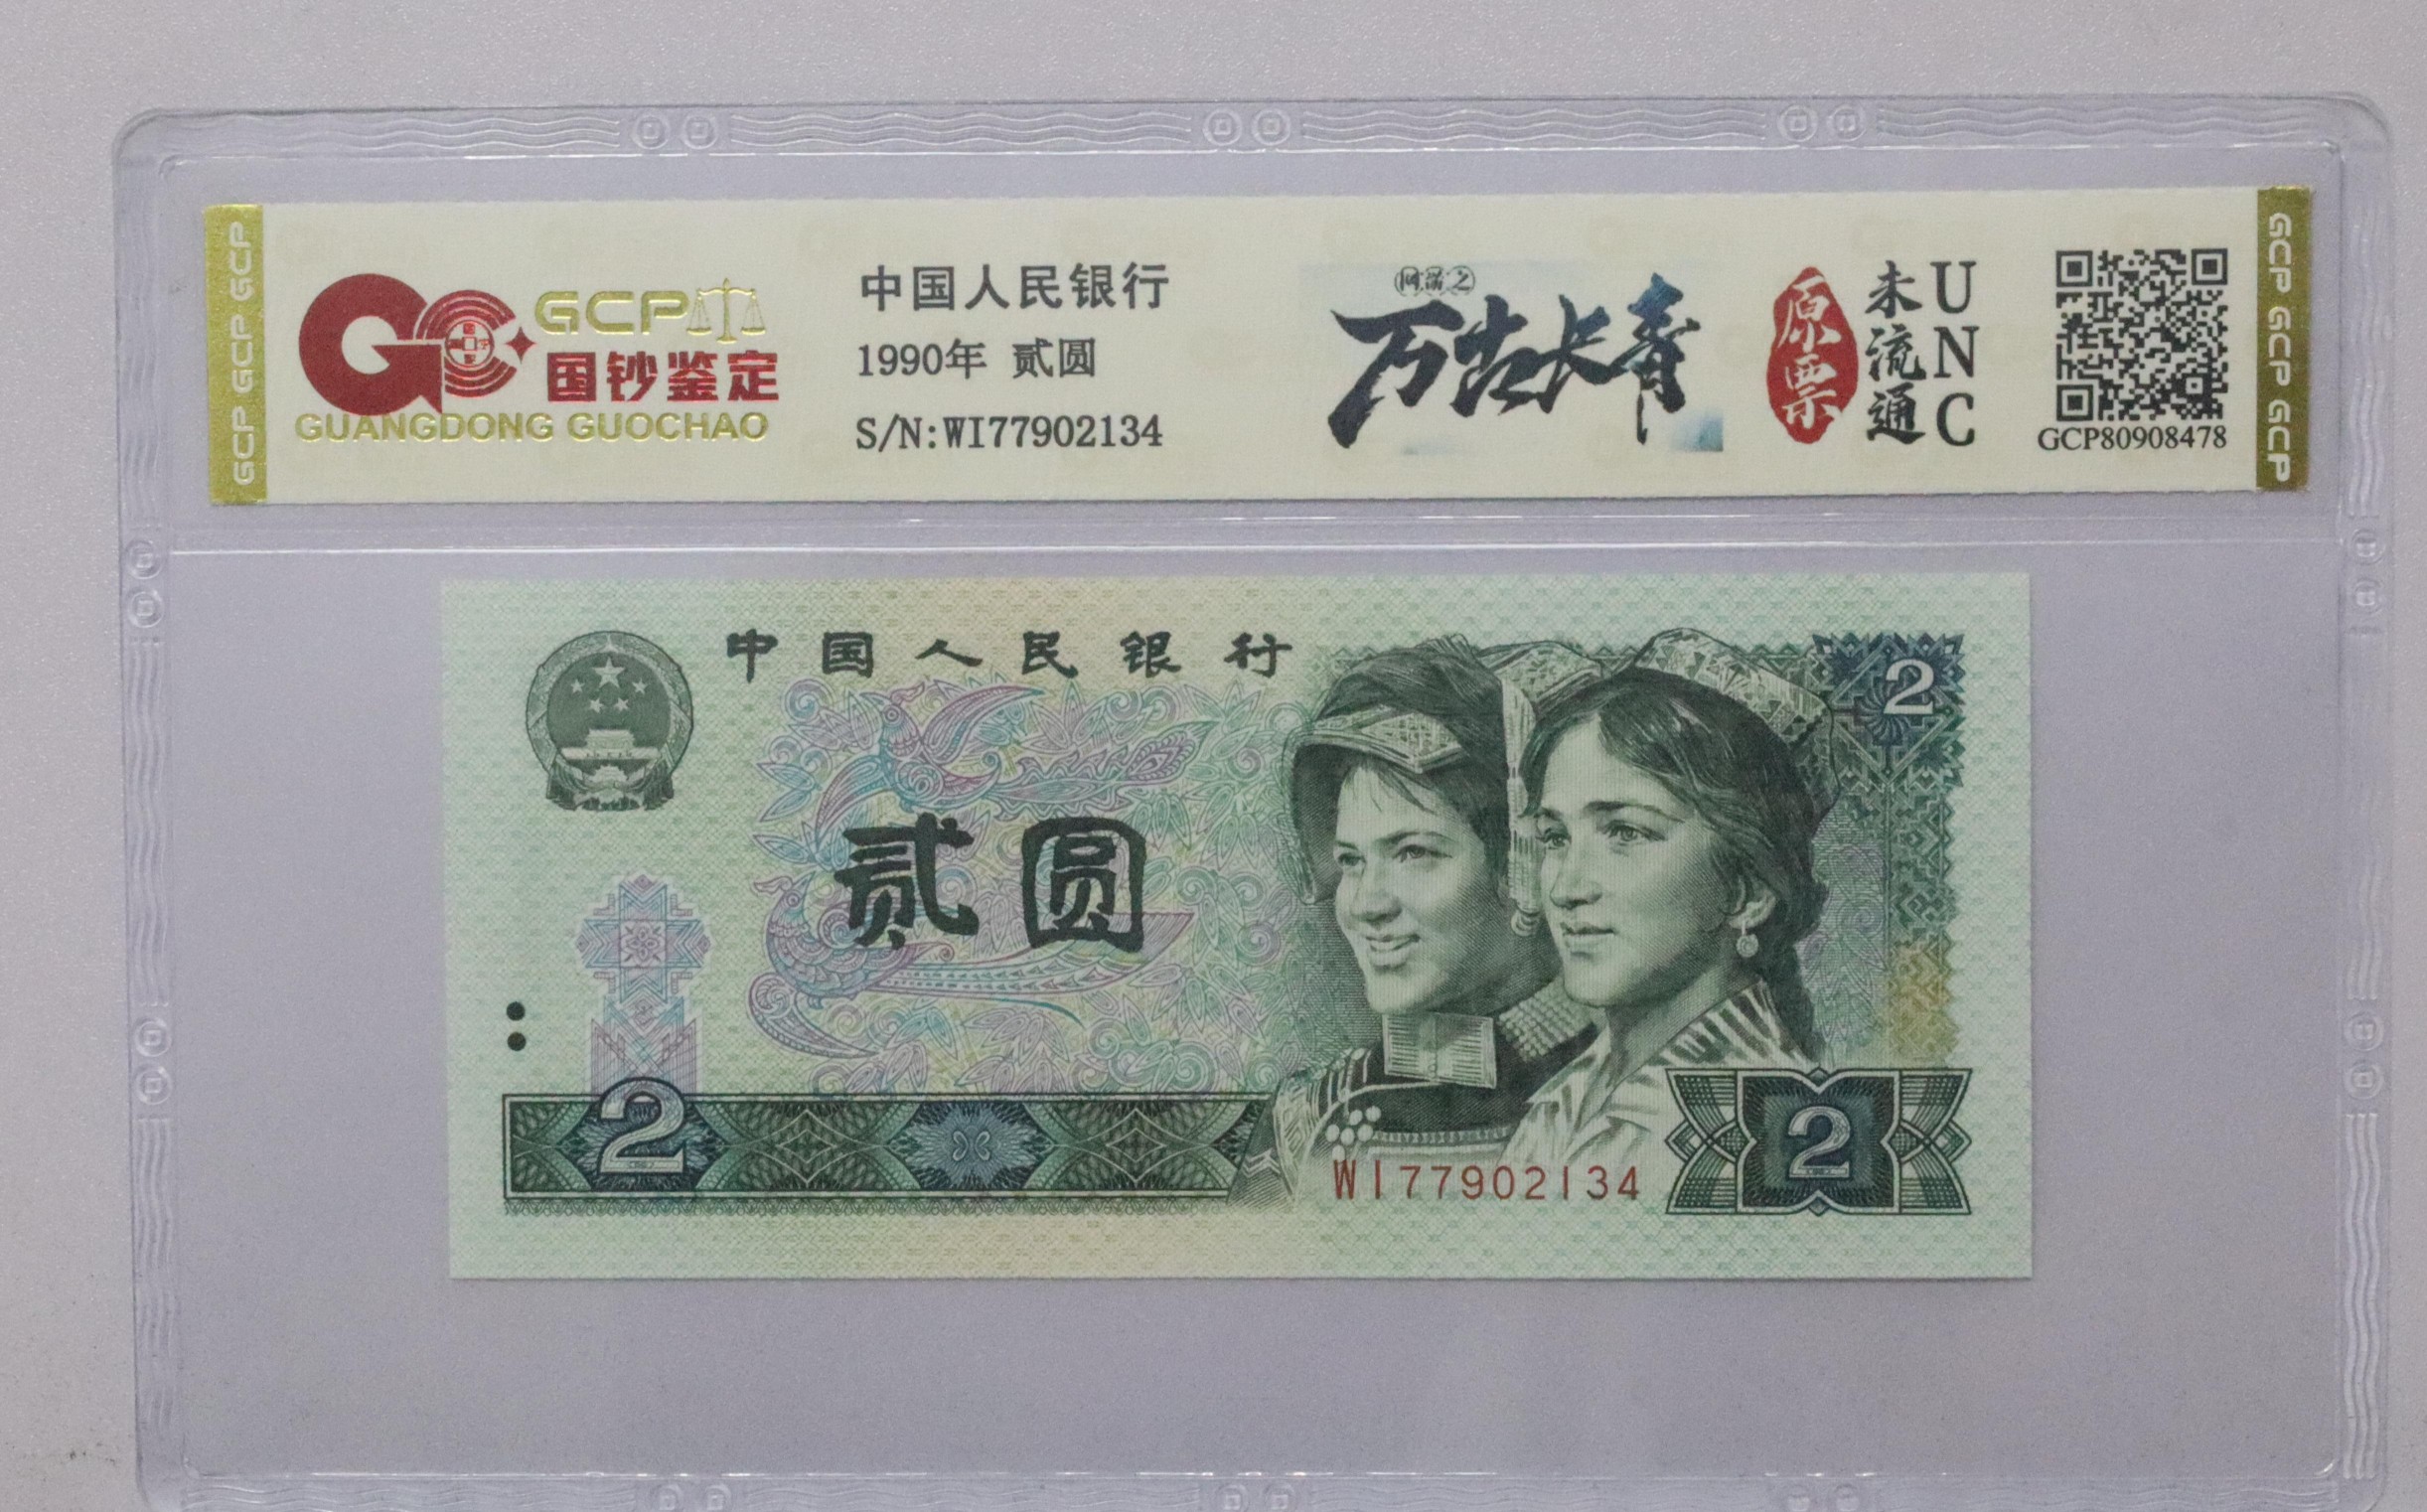 GCP GCP GCP
GCP
国钞鉴定
GUANGDONG GUOCHAO
中国人民银行
1990年 贰圆
S/N:WI77902134
万古长青
原票
未流通
UNC
GCP80908478
GCP GCP GCP
中国人民银行
2
贰圆
2
WI77902134
2